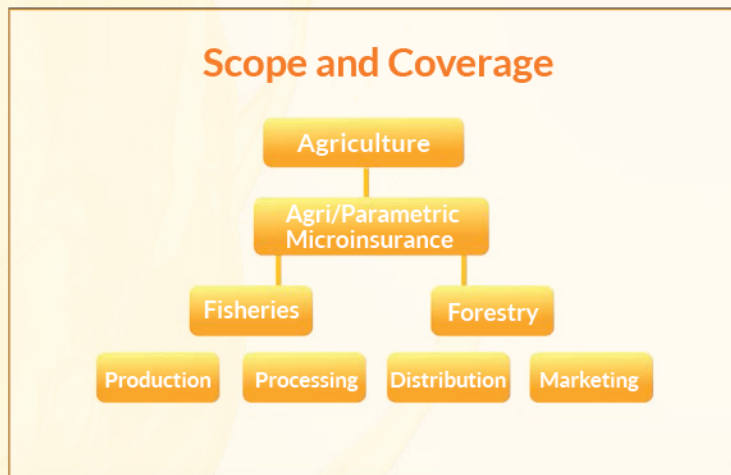 Scope and Coverage
Agriculture
Agri/Parametric
Microinsurance
Fisheries
Forestry
Production
Processing
Distribution
Marketing